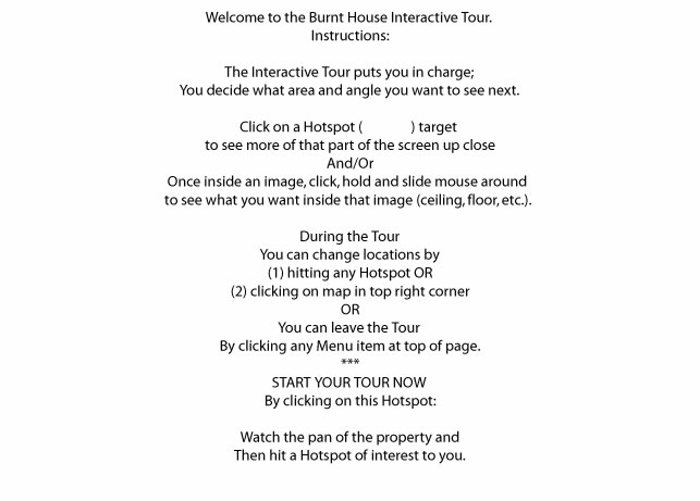 Welcome to the Burnt House Interactive Tour.
Instructions:
The Interactive Tour puts you in charge;
You decide what area and angle you want to see next.
Click on a Hotspot ( ) target
to see more of that part of the screen up close
And/Or
Once inside an image, click, hold and slide mouse around
to see what you want inside that image (ceiling, floor, etc.).
During the Tour
You can change locations by
(1) hitting any Hotspot OR
(2) clicking on map in top right corner
OR
You can leave the Tour
By clicking any Menu item at top of page.
***
START YOUR TOUR NOW
By clicking on this Hotspot:
Watch the pan of the property and
Then hit a Hotspot of interest to you.